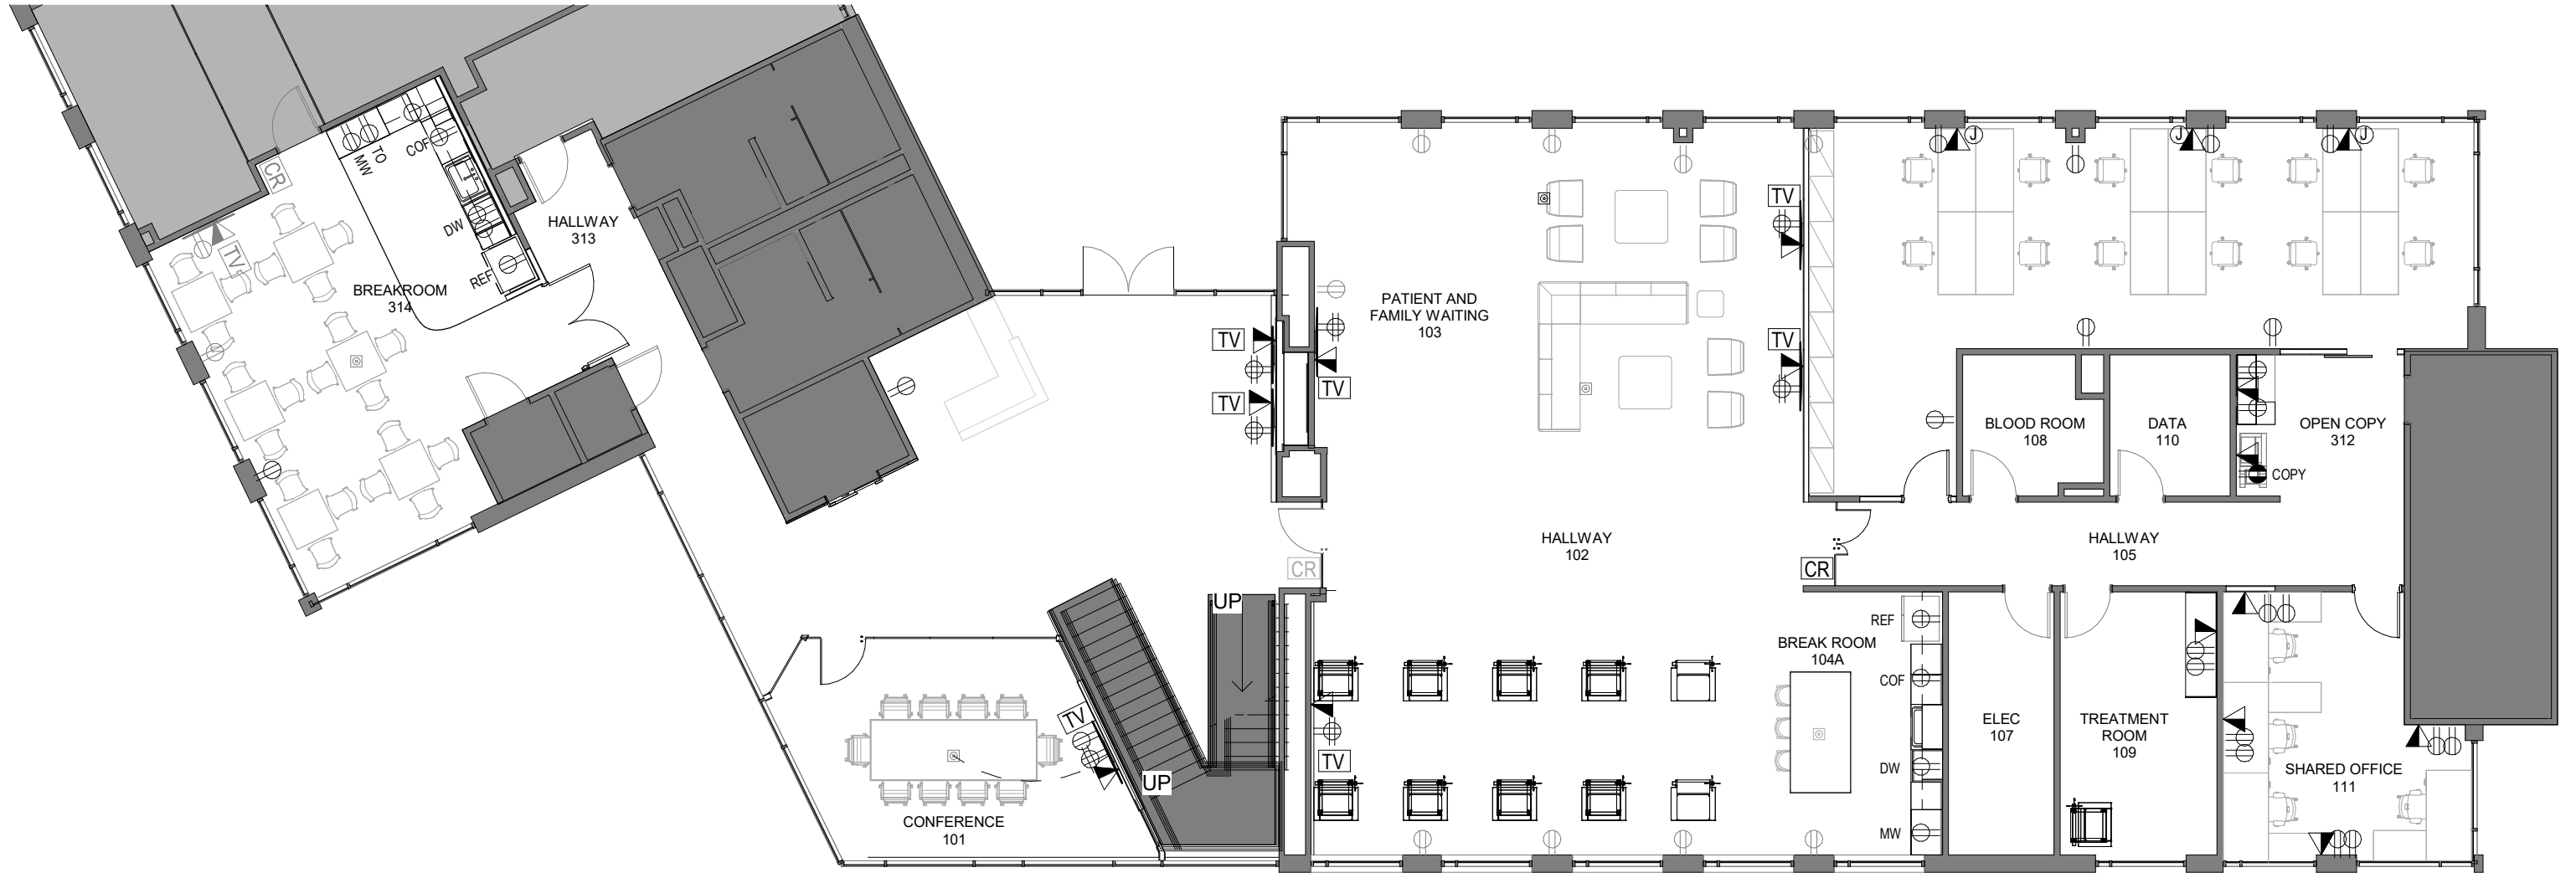 TO
MW
COF
CR
DW
TV
REF
BREAKROOM
314
HALLWAY
313
TV
TV
TV
PATIENT AND
FAMILY WAITING
103
TV
TV
J
J
J
BLOOD ROOM
108
DATA
110
OPEN COPY
312
COPY
HALLWAY
102
HALLWAY
105
CR
CR
UP
UP
TV
CONFERENCE
101
TV
BREAK ROOM
104A
REF
COF
DW
MW
ELEC
107
TREATMENT
ROOM
109
SHARED OFFICE
111